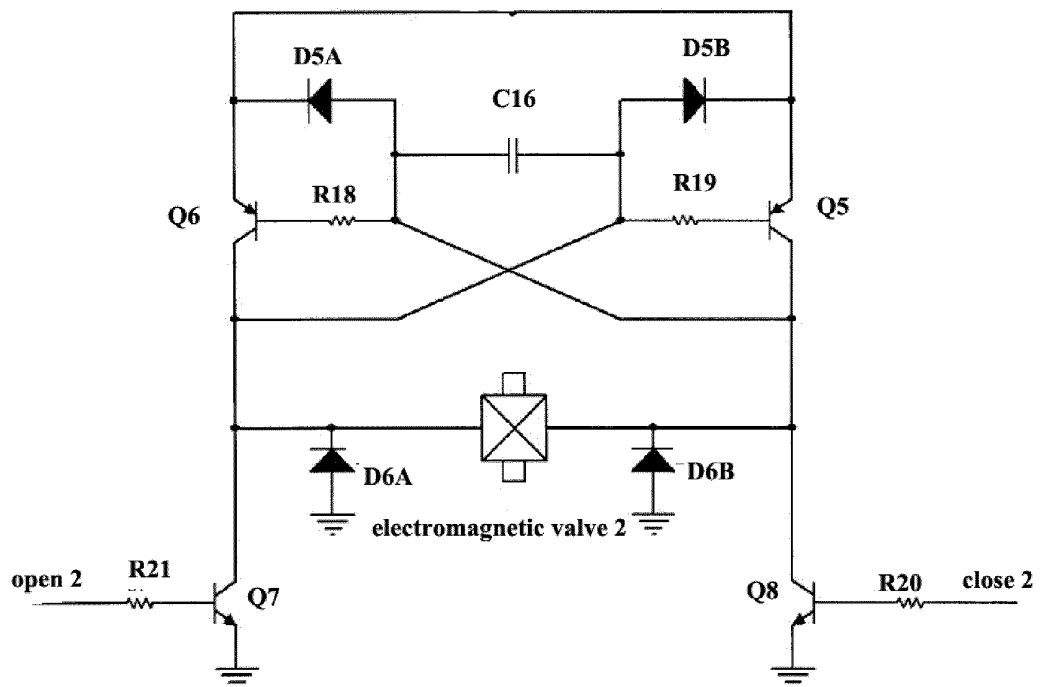 D5A
D5B
C16
R18
R19
Q6
Q5
D6A
D6B
electromagnetic valve 2
open 2
R21
Q7
Q8
R20
close 2